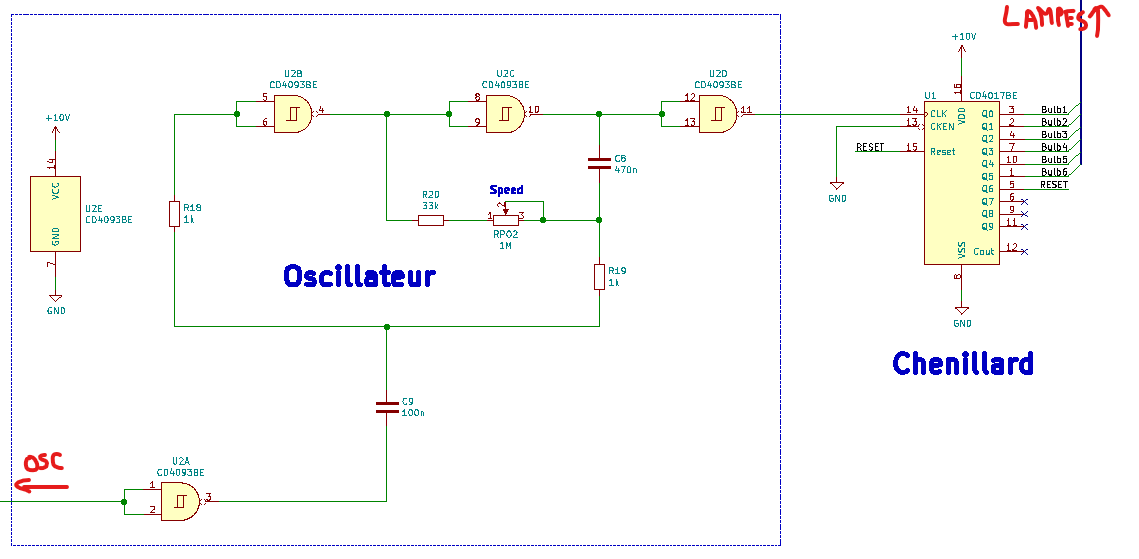 LAMPES
+10V
U2B
CD4093BE
5
6
4
U2C
CD4093BE
8
9
10
U2D
CD4093BE
12
13
11
+10V
14
VCC
GND
7
GND
U2E
CD4093BE
R18
1k
R20
33k
Speed
1
2
3
RP02
1M
C6
470n
R19
1k
Oscillateur
C9
100n
OSC
U2A
CD4093BE
1
2
3
U1
CD4017BE
16
VDD
14
CLK
13
CKEN
RESET
15
Reset
GND
Q0
3
Bulb1
Q1
2
Bulb2
Q2
4
Bulb3
Q3
7
Bulb4
Q4
10
Bulb5
Q5
1
Bulb6
Q6
5
RESET
Q7
6
Q8
9
Q9
11
Cout
12
VSS
8
GND
Chenillard